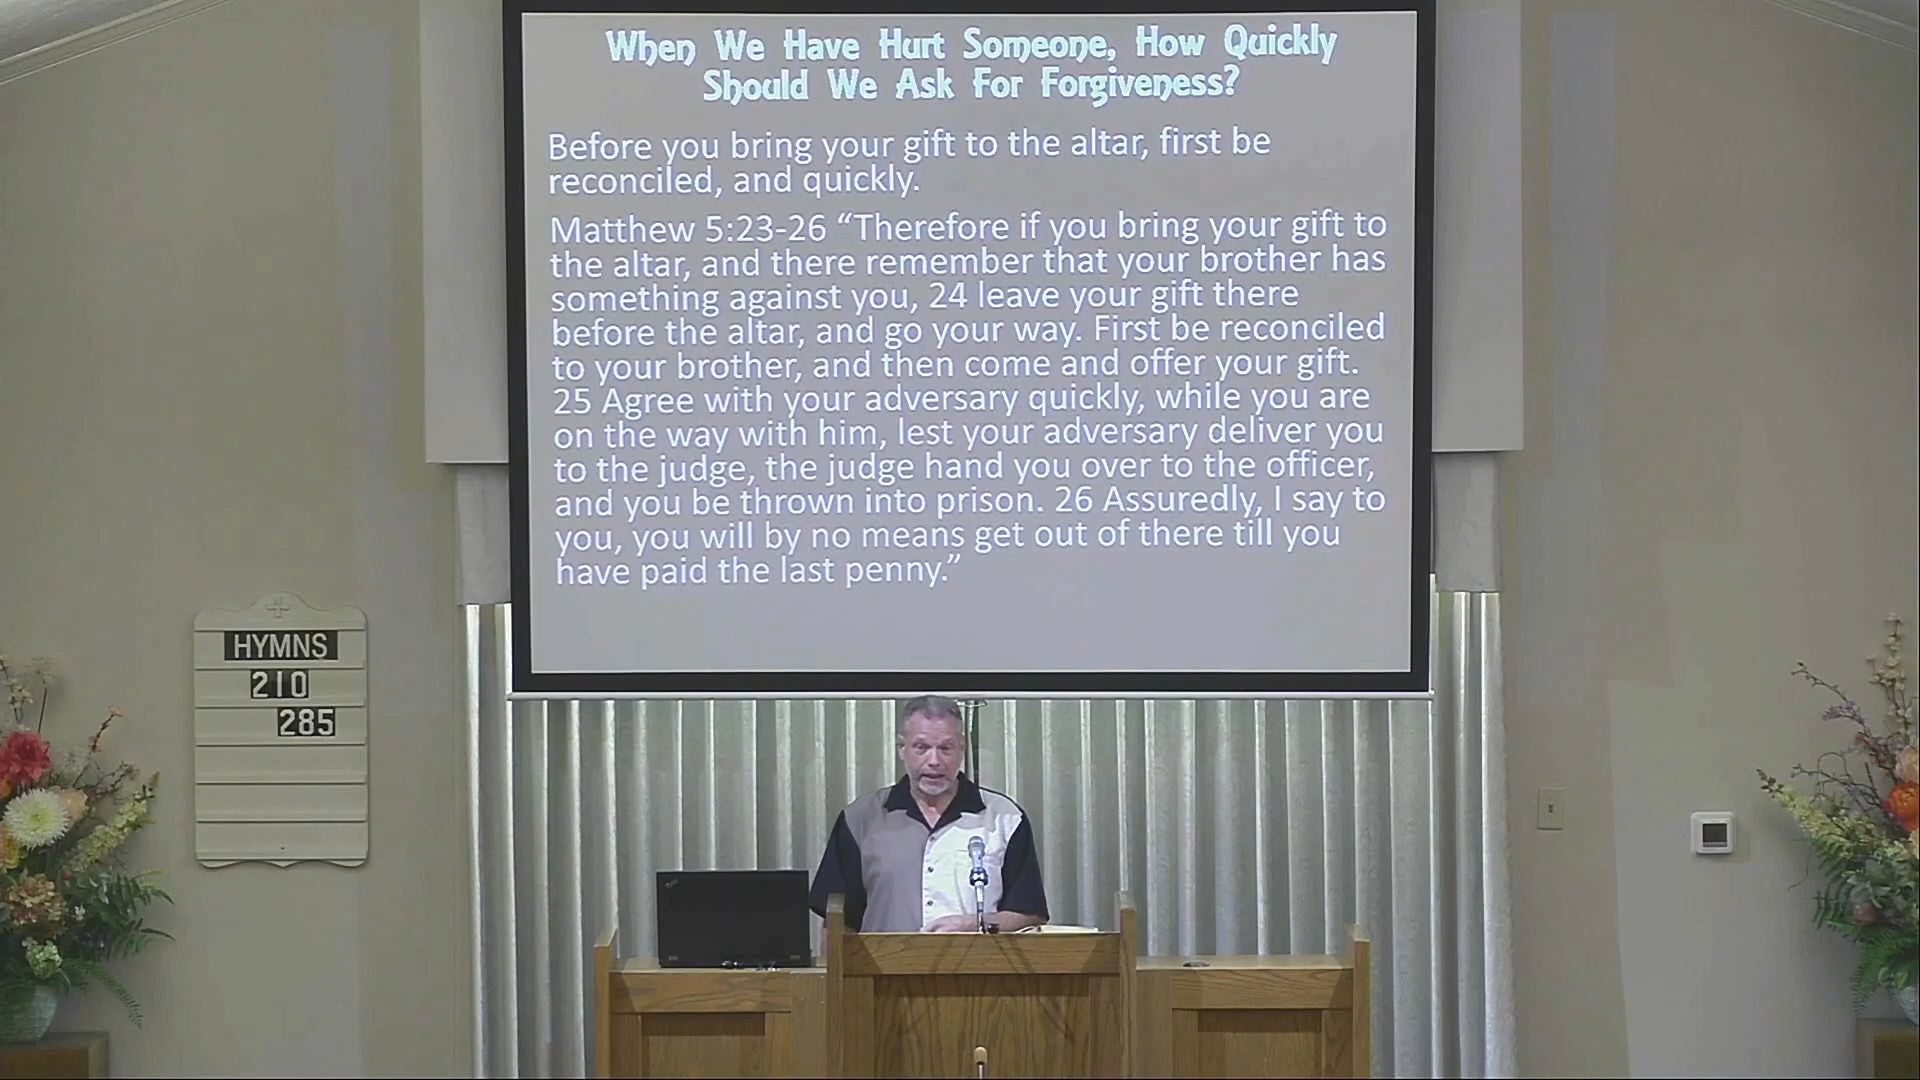 When We Have Hurt Someone, How Quickly
Should We Ask For Forgiveness?
Before you bring your gift to the altar, first be
reconciled, and quickly.
Matthew 5:23-26 “Therefore if you bring your gift to
the altar, and there remember that your brother has
something against you, 24 leave your gift there
before the altar, and go your way. First be reconciled
to your brother, and then come and offer your gift.
25 Agree with your adversary quickly, while you are
on the way with him, lest your adversary deliver you
to the judge, the judge hand you over to the officer,
and you be thrown into prison. 26 Assuredly, I say to
you, you will by no means get out of there till you
have paid the last penny.”
HYMNS
210
285